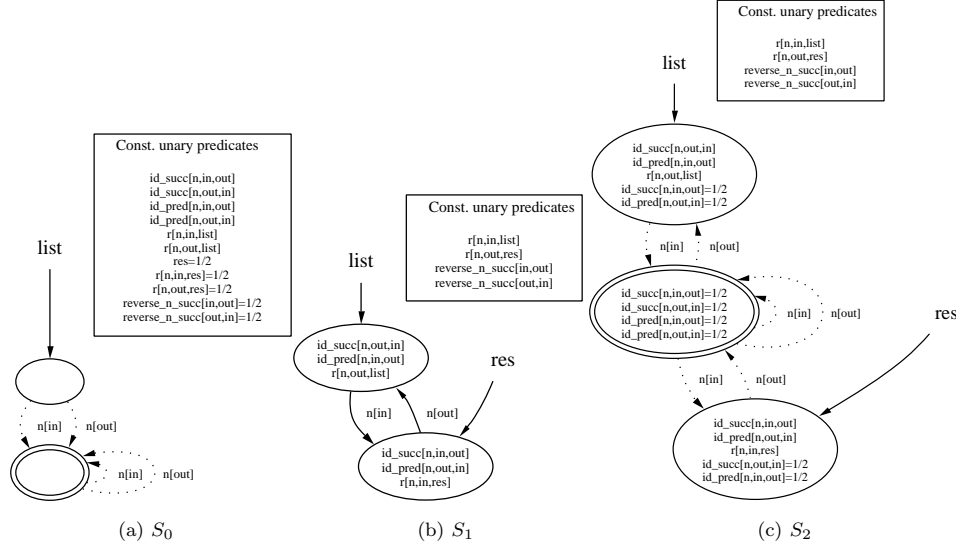 Const. unary predicates
id_succ[n,in,out]
id_succ[n,out,in]
id_pred[n,in,out]
id_pred[n,out,in]
r[n,in,list]
r[n,out,list]
res=1/2
r[n,in,res]=1/2
r[n,out,res]=1/2
reverse_n_succ[in,out]=1/2
reverse_n_succ[out,in]=1/2
list
n[in]
n[out]
n[in]
n[out]
(a) S0
Const. unary predicates
r[n,in,list]
r[n,out,res]
reverse_n_succ[in,out]
reverse_n_succ[out,in]
list
id_succ[n,out,in]
id_pred[n,in,out]
r[n,out,list]
res
n[in]
n[out]
id_succ[n,in,out]
id_pred[n,out,in]
r[n,in,res]
(b) S1
Const. unary predicates
r[n,in,list]
r[n,out,res]
reverse_n_succ[in,out]
reverse_n_succ[out,in]
list
id_succ[n,out,in]
id_pred[n,in,out]
r[n,out,list]
id_succ[n,in,out]=1/2
id_pred[n,out,in]=1/2
n[in]
n[out]
id_succ[n,in,out]=1/2
id_succ[n,out,in]=1/2
id_pred[n,in,out]=1/2
id_pred[n,out,in]=1/2
n[in]
n[out]
res
n[in]
n[out]
id_succ[n,in,out]
id_pred[n,out,in]
r[n,in,res]
id_succ[n,out,in]=1/2
id_pred[n,in,out]=1/2
(c) S2